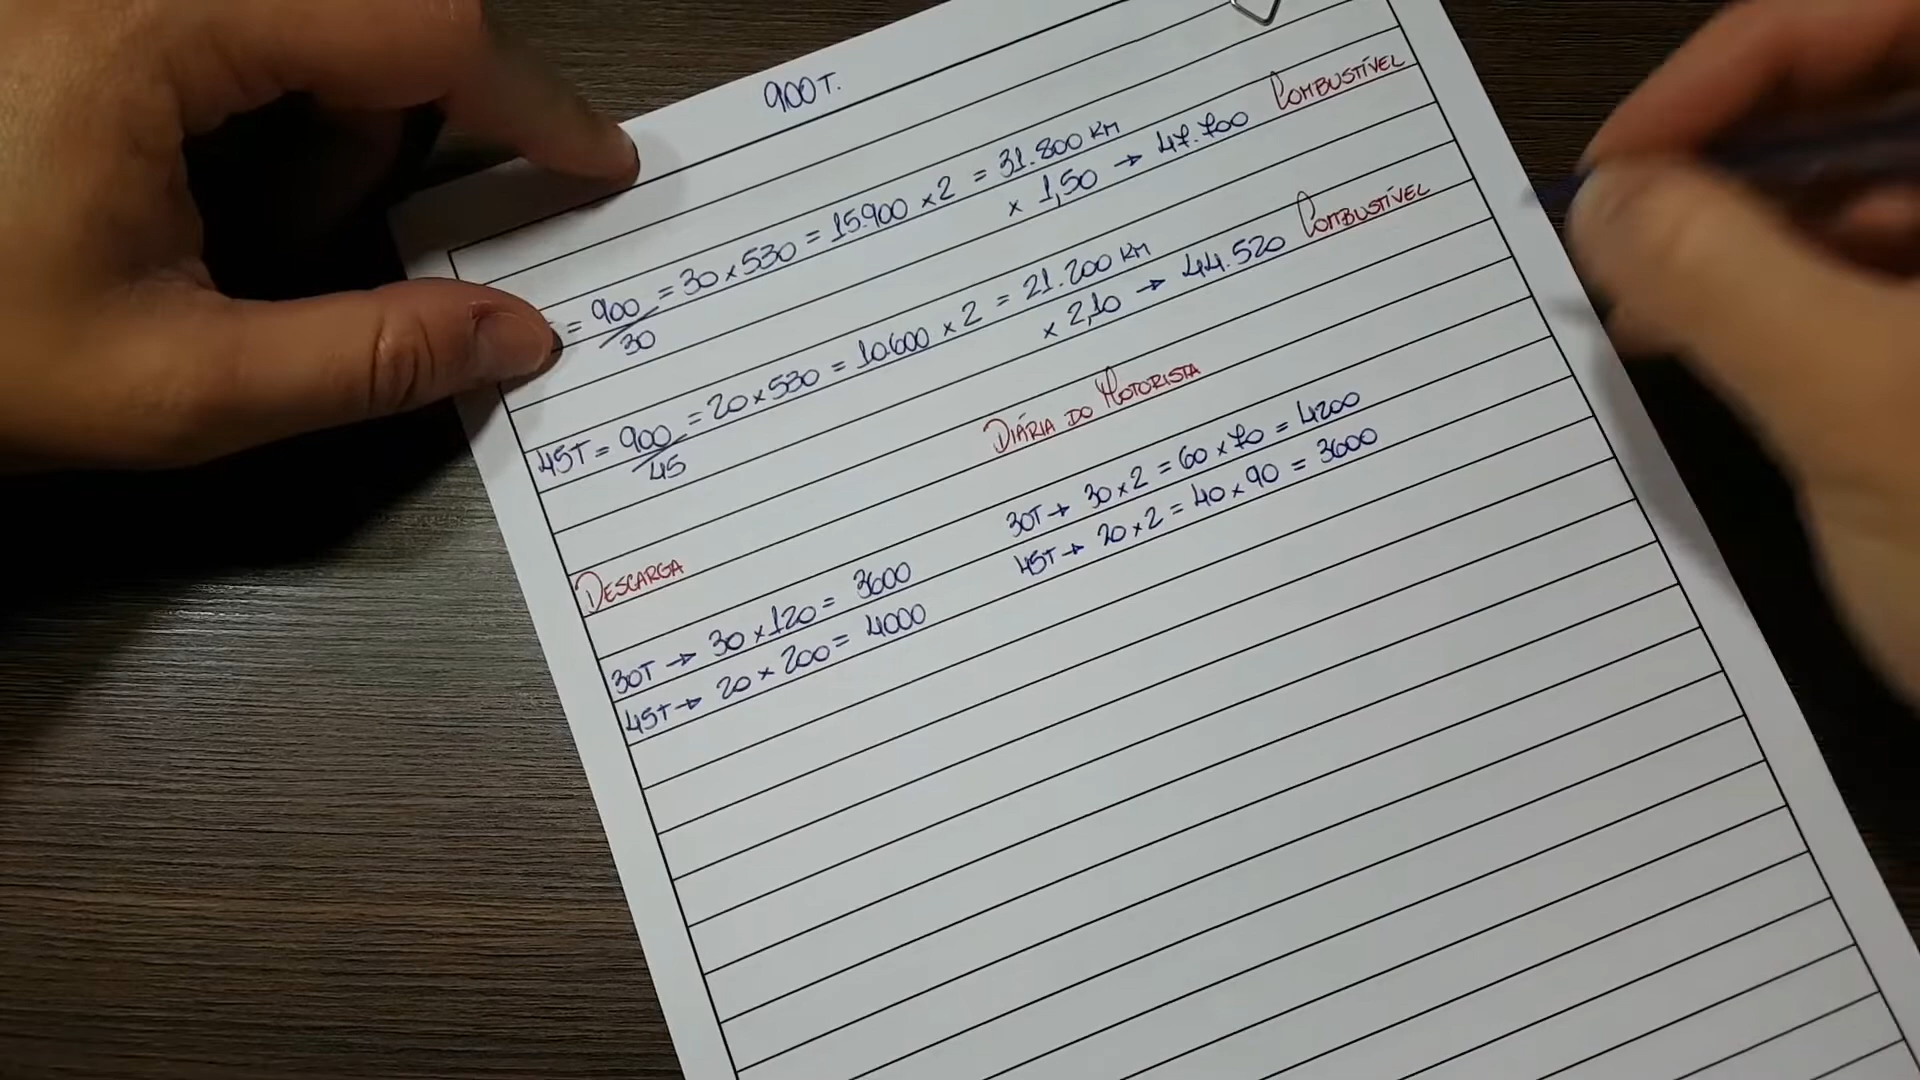 900T.
= 900/30 = 30 x 530 = 15.900 x 2 = 31.800 KM
x 1,50 → 47.700 COMBUSTÍVEL
45T = 900/45 = 20 x 530 = 10.600 x 2 = 21.200 KM
x 2,10 → 44.520 COMBUSTÍVEL
DIÁRIA DO MOTORISTA
30T → 30 x 2 = 60 x 70 = 4200
45T → 20 x 2 = 40 x 90 = 3600
DESCARGA
30T → 30 x 120 = 3600
45T → 20 x 200 = 4000